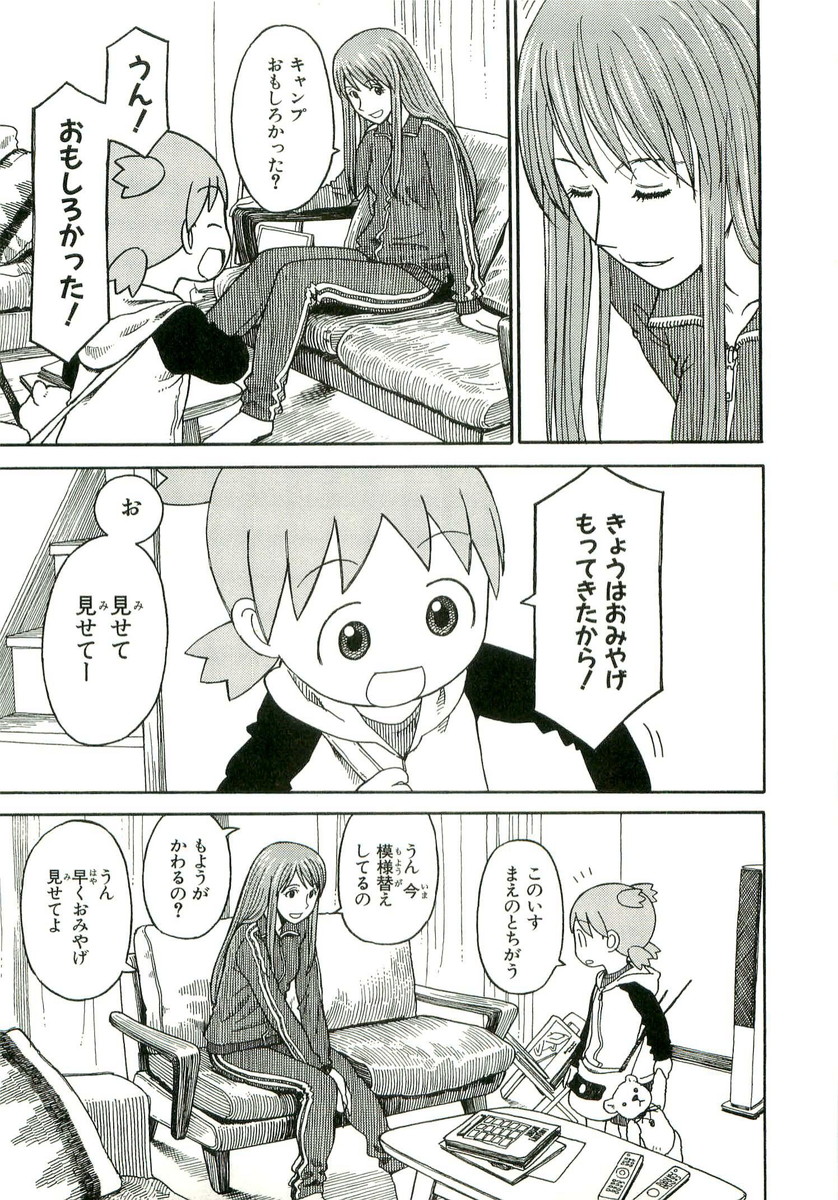 キャンプ
おもしろかった？
うん！
おもしろかった！
きょうはおみやげ
もってきたから！
お
見せて
見せてー
このいす
まえのとちがう
うん 今
模様替え
してるの
もようが
かわるの？
うん
早くおみやげ
見せてよ